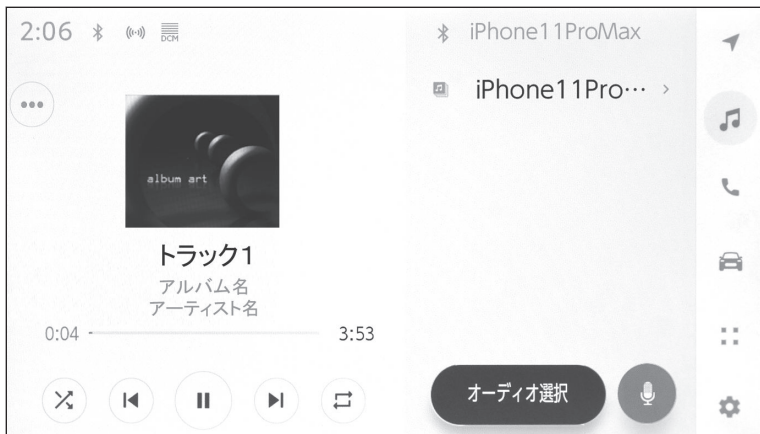 2:06
DCM
album art
トラック1
アルバム名
アーティスト名
0:04
3:53
iPhone11ProMax
iPhone11Pro…
オーディオ選択